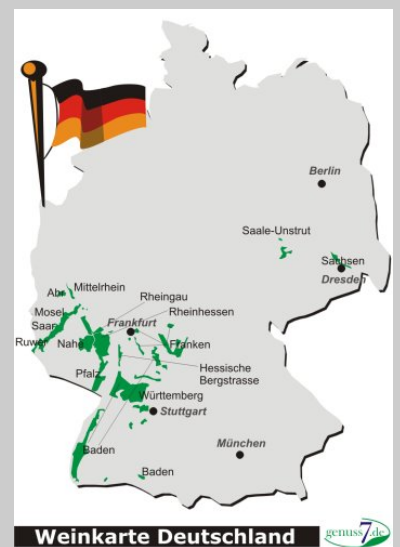 Berlin
Saale-Unstrut
Sachsen
Dresden
Ahr
Mittelrhein
Rheingau
Mosel
Saar
Ruwer
Rheinhessen
Frankfurt
Nahe
Franken
Pfalz
Hessische
Bergstrasse
Württemberg
Stuttgart
Baden
München
Baden
Weinkarte Deutschland
genuss7.de